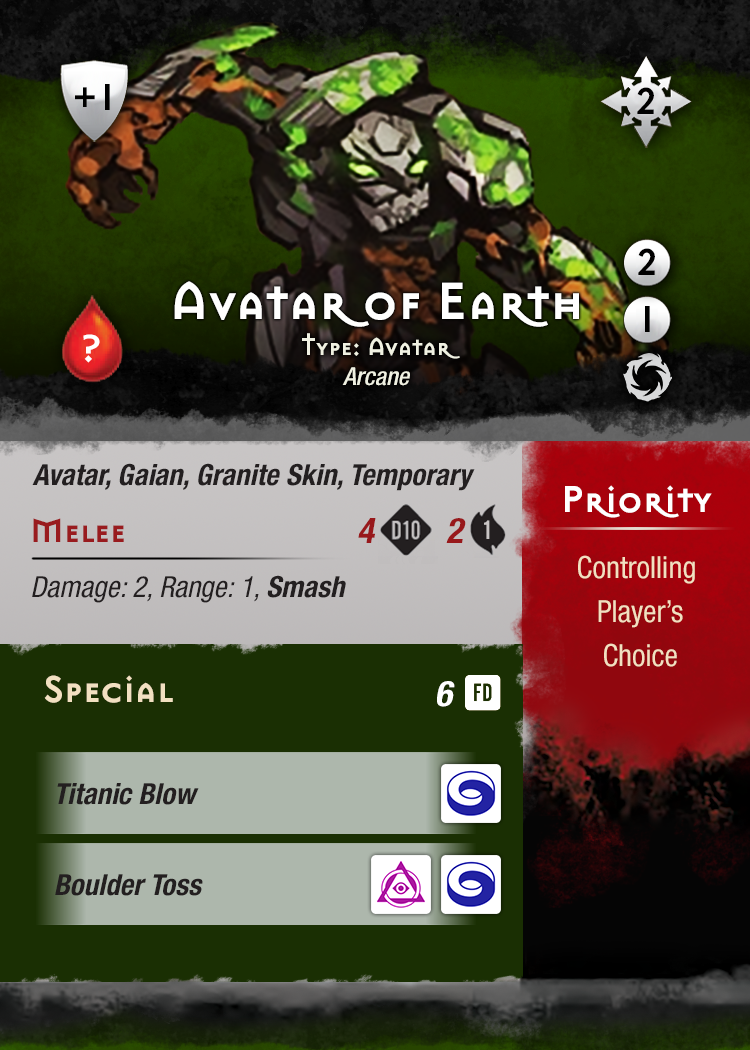 +1
2
2
1
?
Avatar of Earth
Type: Avatar
Arcane
Avatar, Gaian, Granite Skin, Temporary
Melee 4 D10 2 1
Damage: 2, Range: 1, Smash
Special 6 FD
Titanic Blow
Boulder Toss
Priority
Controlling
Player's
Choice